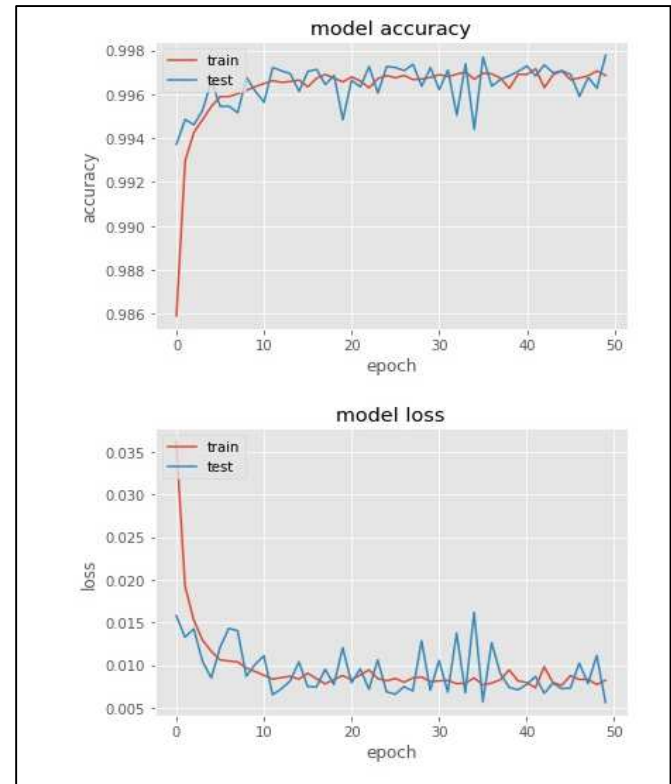 model accuracy
0.998
0.996
0.994
0.992
0.990
0.988
0.986
accuracy
train
test
0 10 20 30 40 50
epoch
model loss
0.035
0.030
0.025
0.020
0.015
0.010
0.005
loss
train
test
0 10 20 30 40 50
epoch